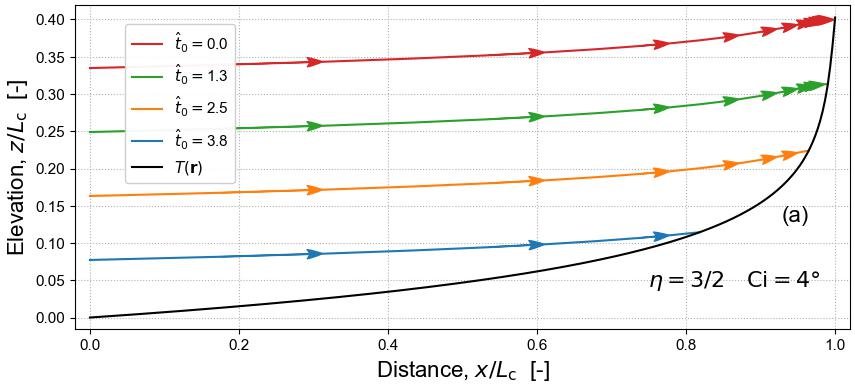 0.40
0.35
0.30
0.25
0.20
0.15
0.10
0.05
0.00
Elevation, z/L_c [-]
t̂₀ = 0.0
t̂₀ = 1.3
t̂₀ = 2.5
t̂₀ = 3.8
T(r)
(a)
η = 3/2 Ci = 4°
0.0 0.2 0.4 0.6 0.8 1.0
Distance, x/L_c [-]